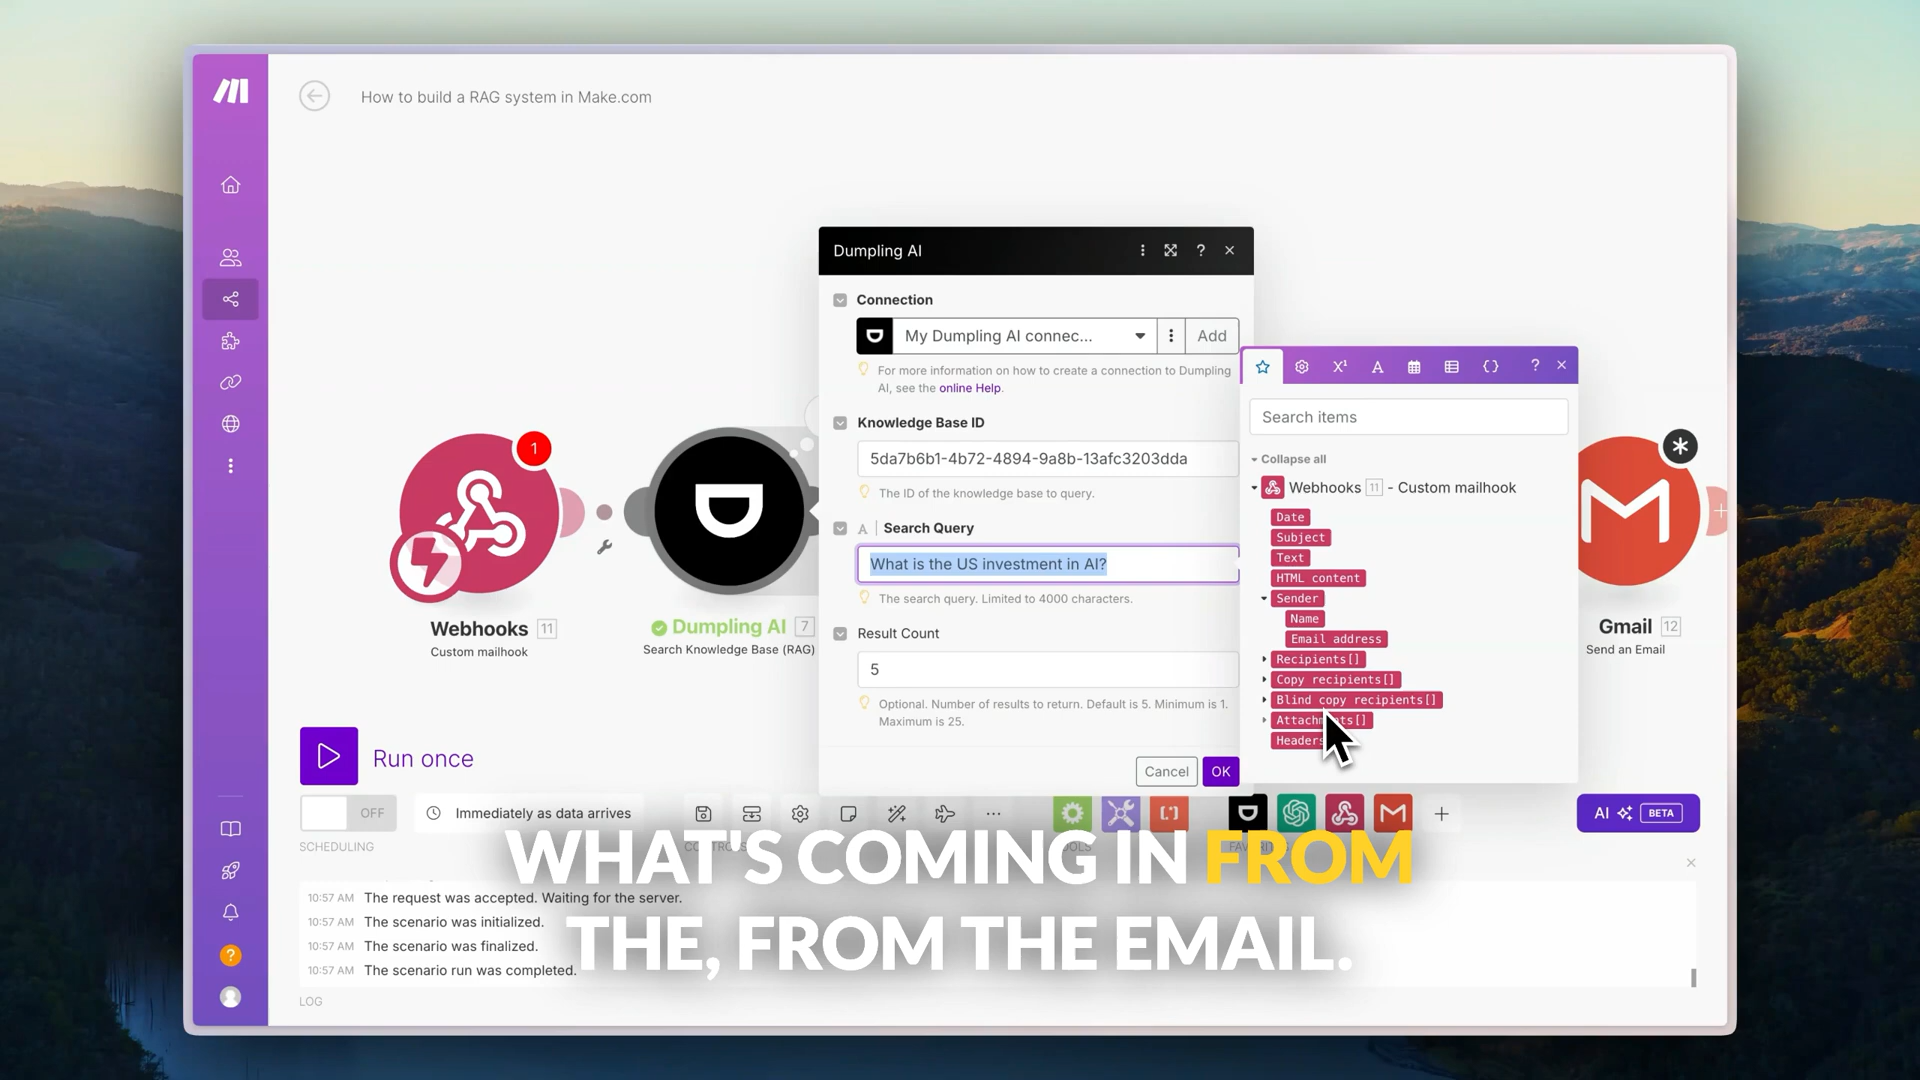 How to build a RAG system in Make.com
Dumpling AI
?
Connection
My Dumpling AI connec...
Add
For more information on how to create a connection to Dumpling
AI, see the online Help.
Knowledge Base ID
5da7b6b1-4b72-4894-9a8b-13afc3203dda
The ID of the knowledge base to query.
A | Search Query
What is the US investment in AI?
The search query. Limited to 4000 characters.
Result Count
5
Optional. Number of results to return. Default is 5. Minimum is 1.
Maximum is 25.
Cancel
OK
X¹
A
?
Search items
Collapse all
Webhooks 11 - Custom mailhook
Date
Subject
Text
HTML content
Sender
Name
Email address
Recipients[]
Copy recipients[]
Blind copy recipients[]
Attachments[]
Headers
1
Webhooks 11
Custom mailhook
Dumpling AI 7
Search Knowledge Base (RAG)
Gmail 12
Send an Email
Run once
OFF
Immediately as data arrives
AI BETA
SCHEDULING
WHAT'S COMING IN FROM
THE, FROM THE EMAIL.
10:57 AM The request was accepted. Waiting for the server.
10:57 AM The scenario was initialized.
10:57 AM The scenario was finalized.
10:57 AM The scenario run was completed.
LOG
?